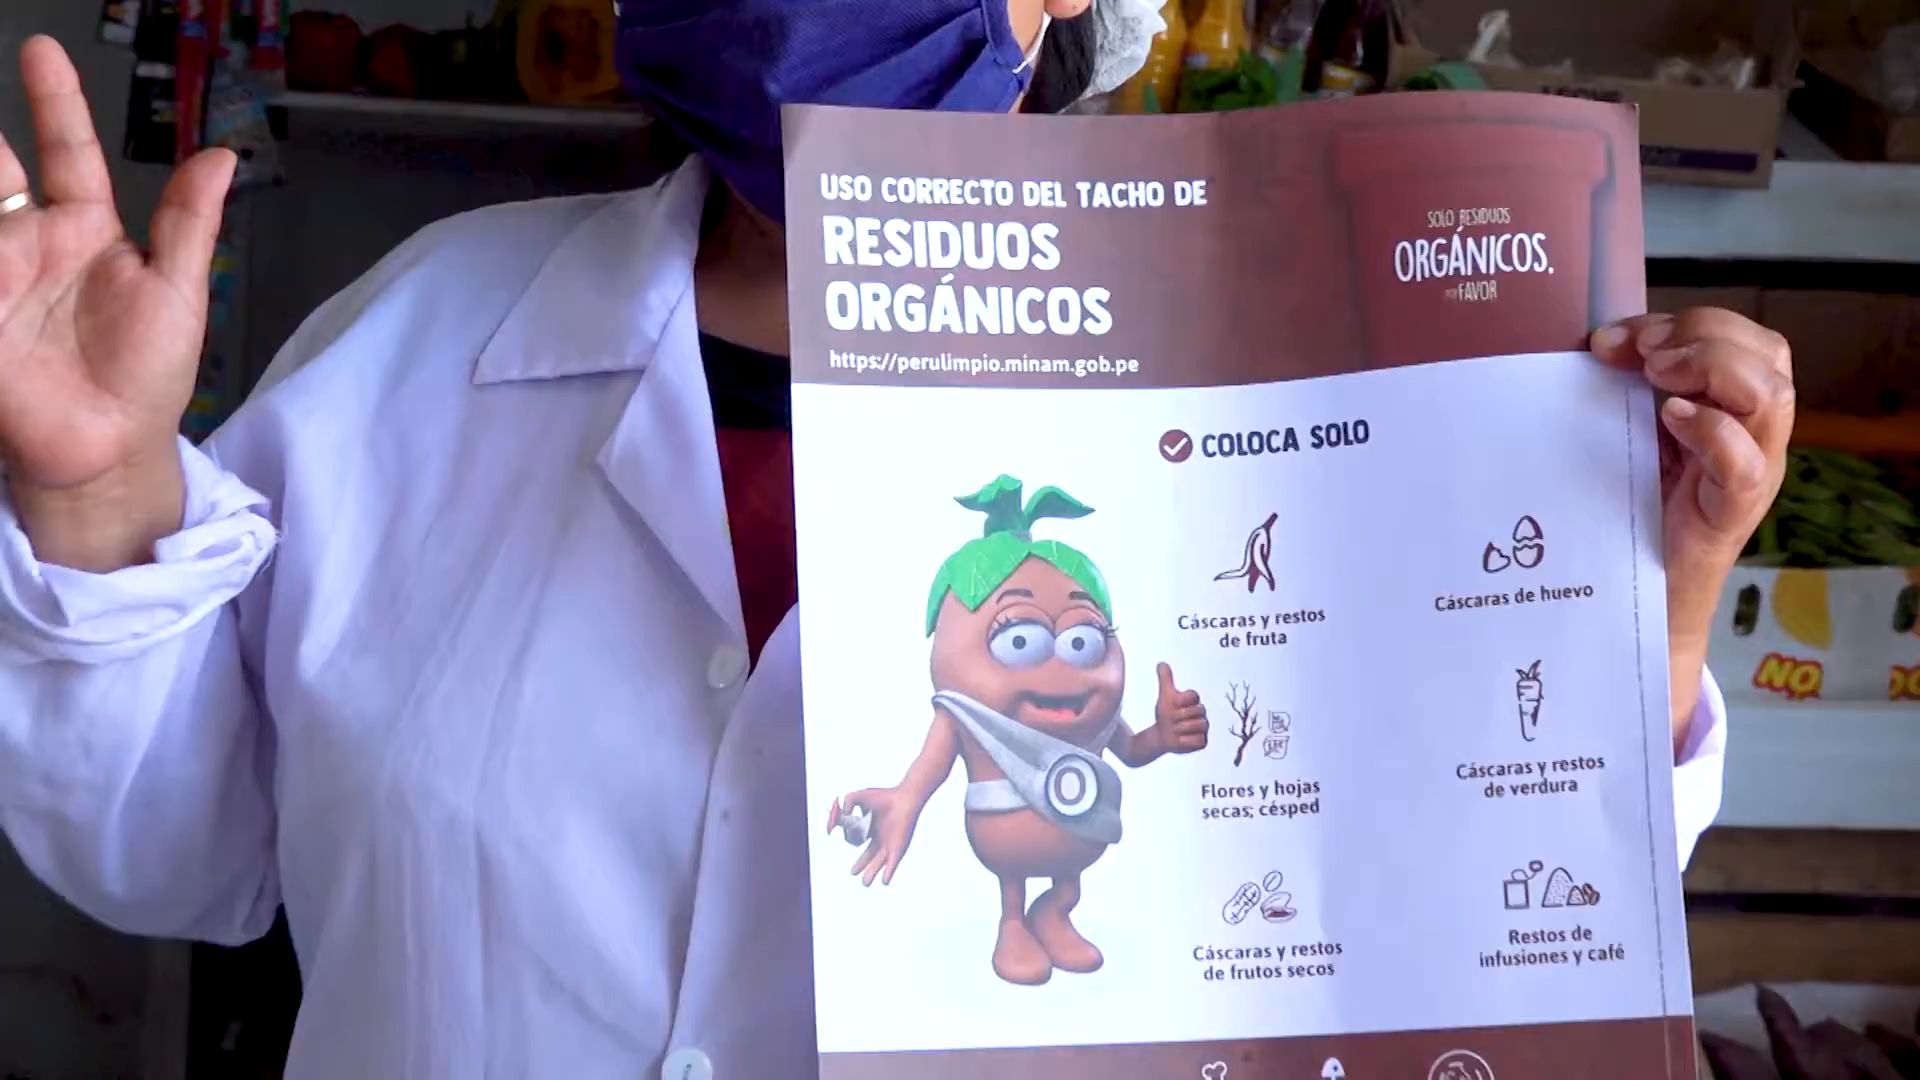 USO CORRECTO DEL TACHO DE
RESIDUOS
ORGÁNICOS
https://perulimpio.minam.gob.pe
SOLO RESIDUOS
ORGÁNICOS,
POR FAVOR
COLOCA SOLO
Cáscaras y restos
de fruta
Cáscaras de huevo
Flores y hojas
secas; césped
Cáscaras y restos
de verdura
Cáscaras y restos
de frutos secos
Restos de
infusiones y café
O
NO